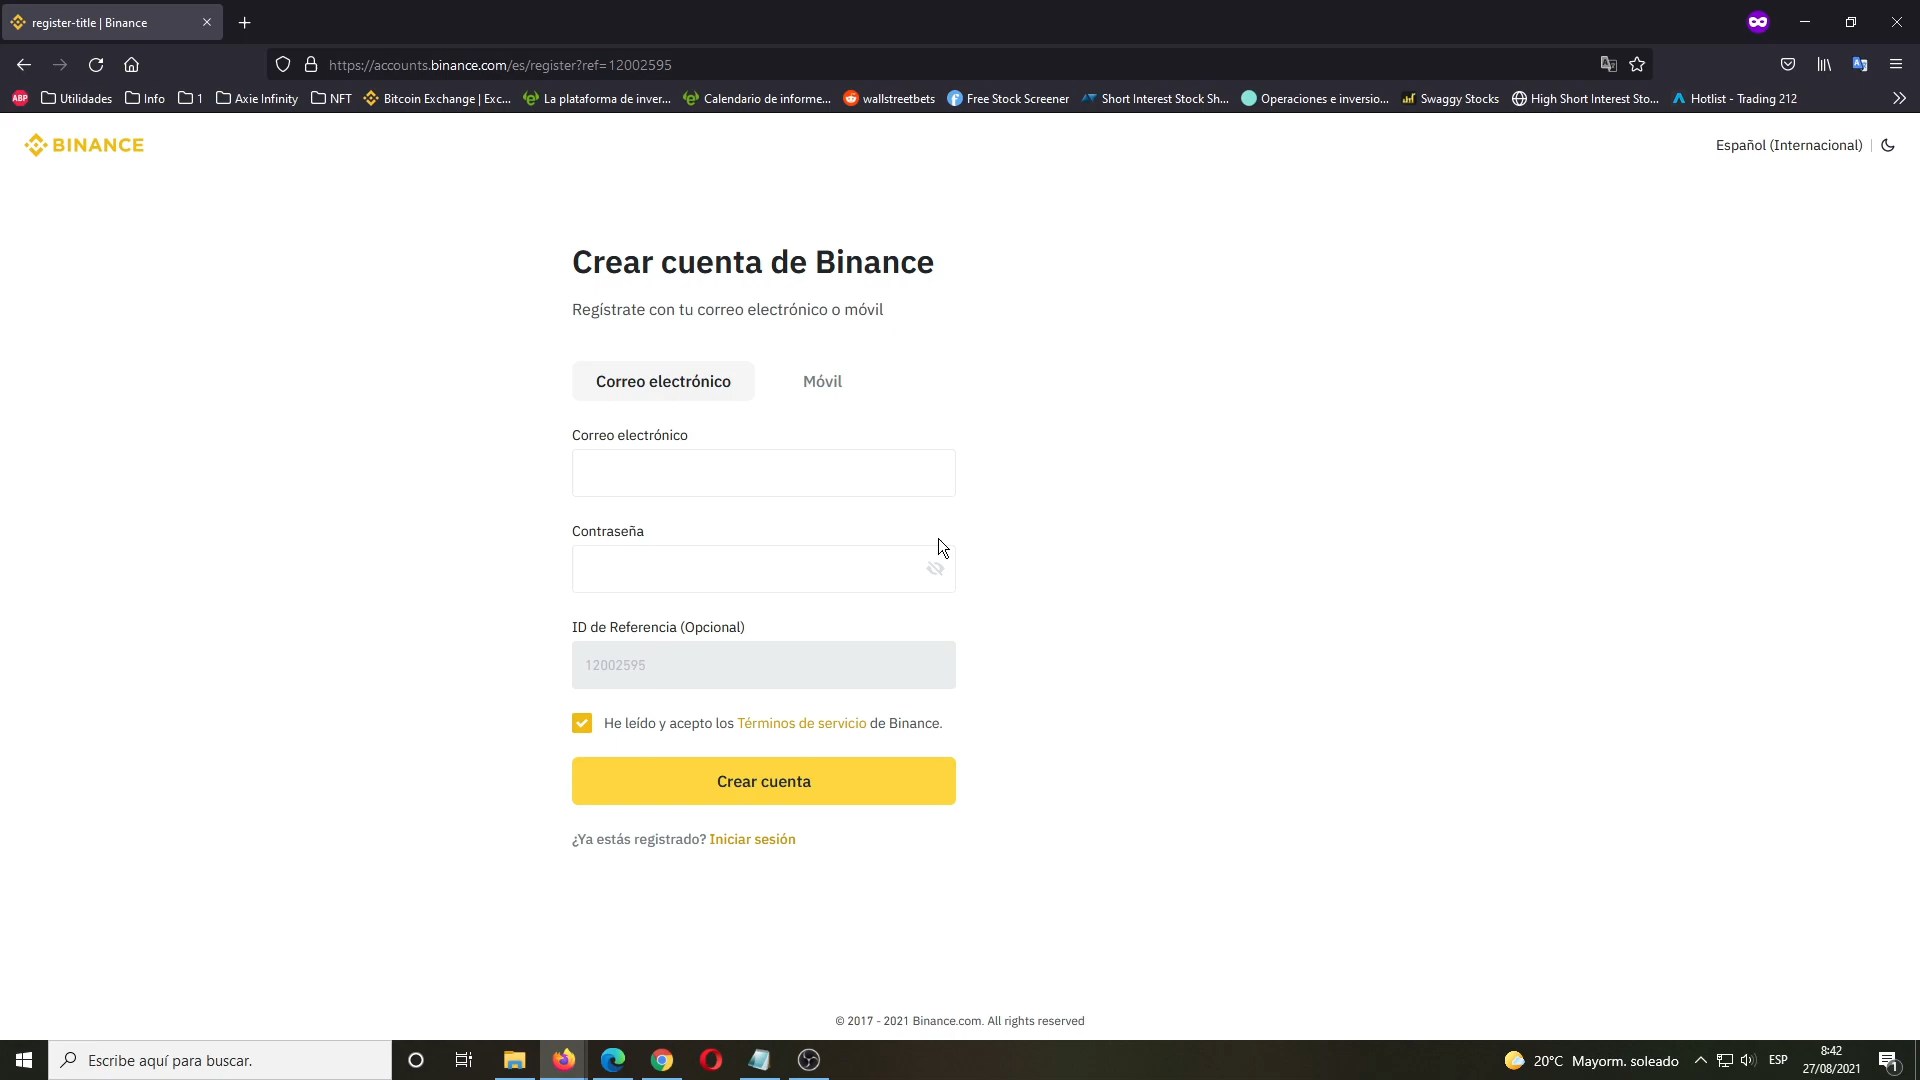 register-title | Binance
https://accounts.binance.com/es/register?ref=12002595
ABP
Utilidades
Info
1
Axie Infinity
NFT
Bitcoin Exchange | Exc...
La plataforma de inver...
Calendario de informe...
wallstreetbets
Free Stock Screener
Short Interest Stock Sh...
Operaciones e inversio...
Swaggy Stocks
High Short Interest Sto...
Hotlist - Trading 212
BINANCE
Español (Internacional)
Crear cuenta de Binance
Regístrate con tu correo electrónico o móvil
Correo electrónico
Móvil
Correo electrónico
Contraseña
ID de Referencia (Opcional)
12002595
He leído y acepto los Términos de servicio de Binance.
Crear cuenta
¿Ya estás registrado? Iniciar sesión
© 2017 - 2021 Binance.com. All rights reserved
Escribe aquí para buscar.
20°C Mayorm. soleado
ESP
8:42
27/08/2021
1